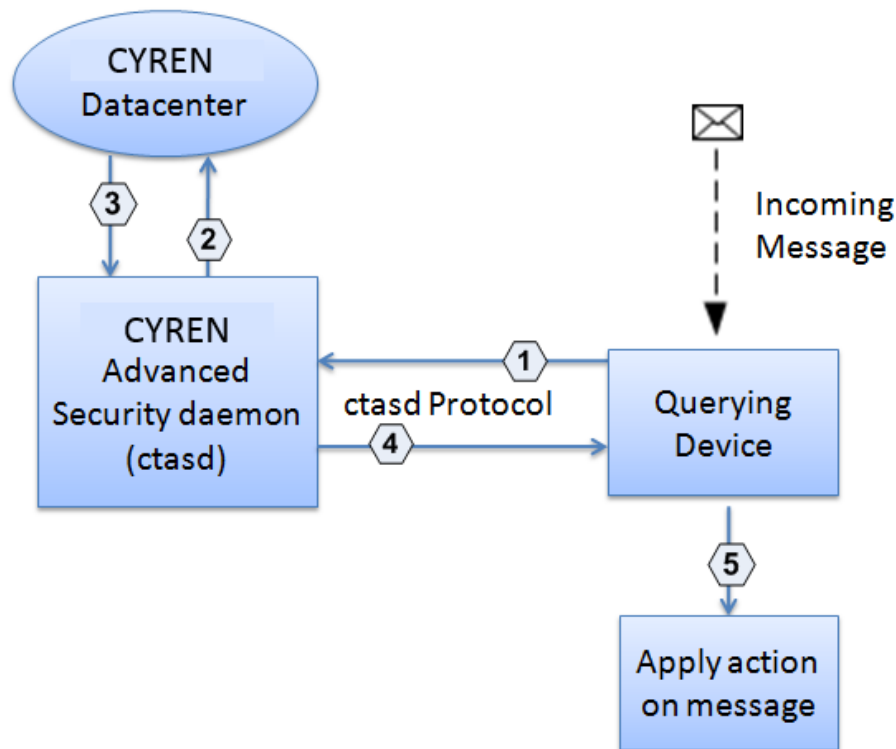 CYREN
Datacenter
3
2
Incoming
Message
CYREN
Advanced
Security daemon
(ctasd)
1
ctasd Protocol
4
Querying
Device
5
Apply action
on message